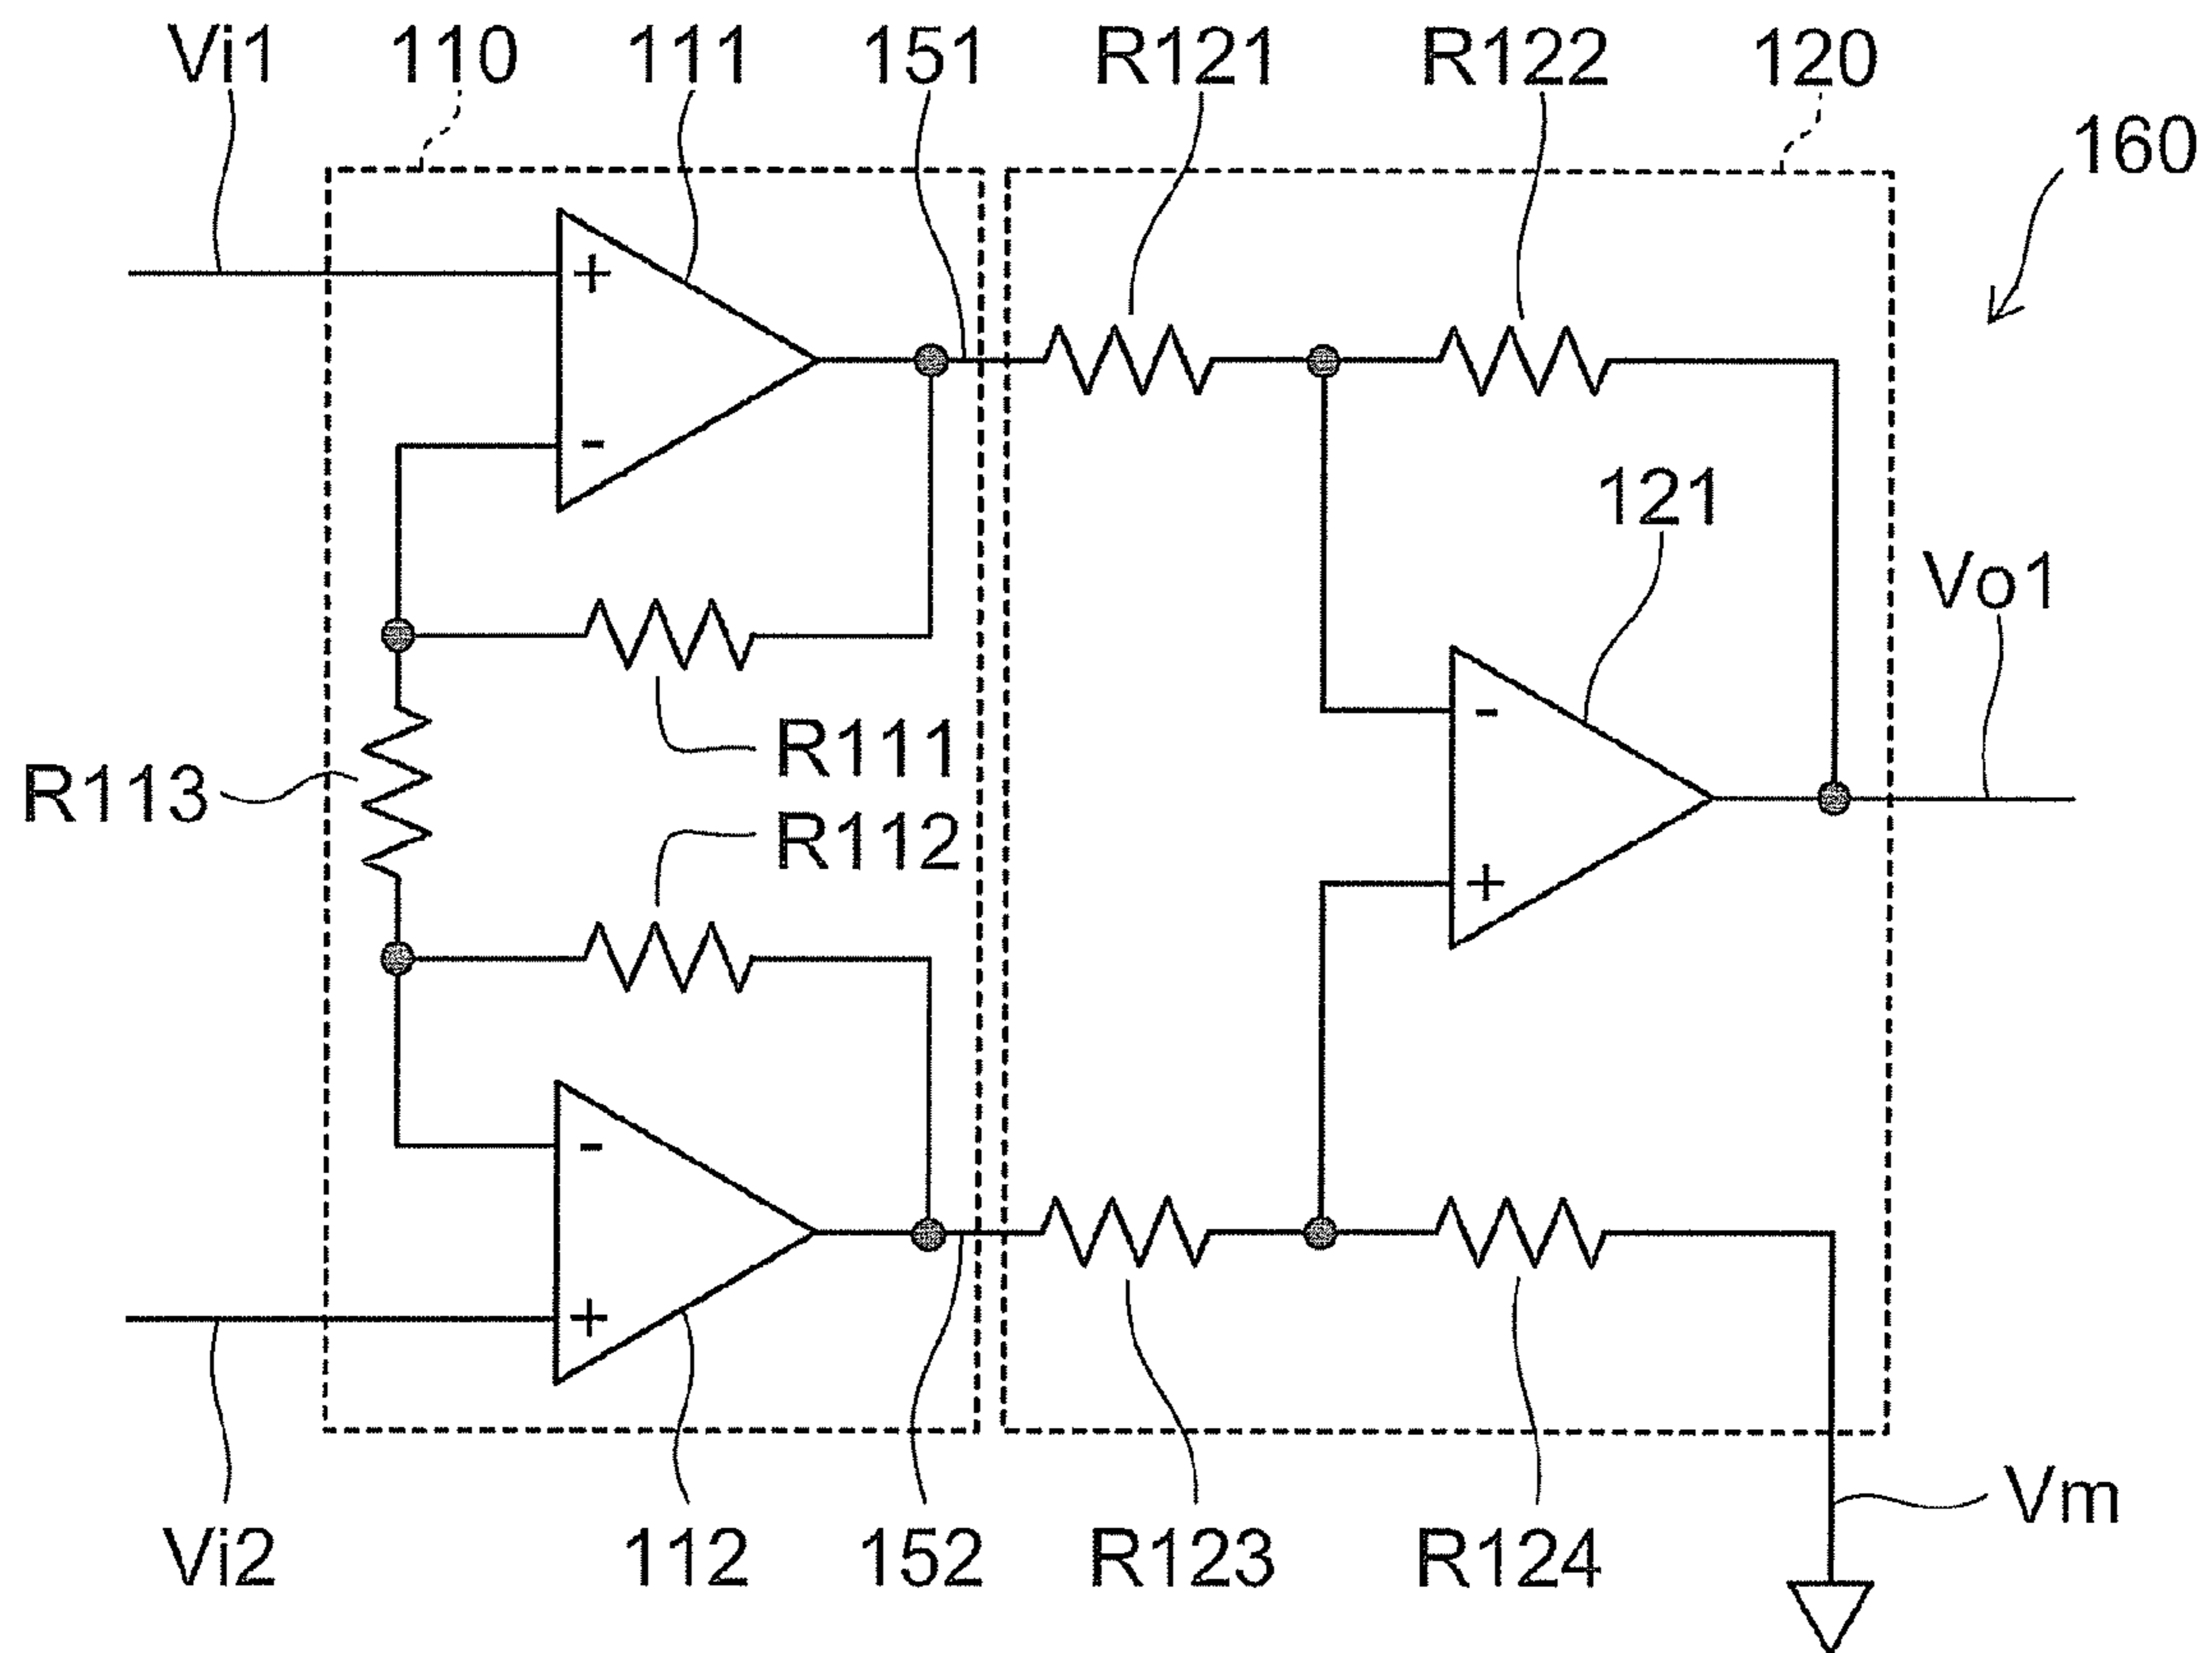 Vi1 110 111 151 R121 R122 120
160
+
-
121
Vo1
R111
-
R113
R112
+
-
+
Vm
Vi2 112 152 R123 R124